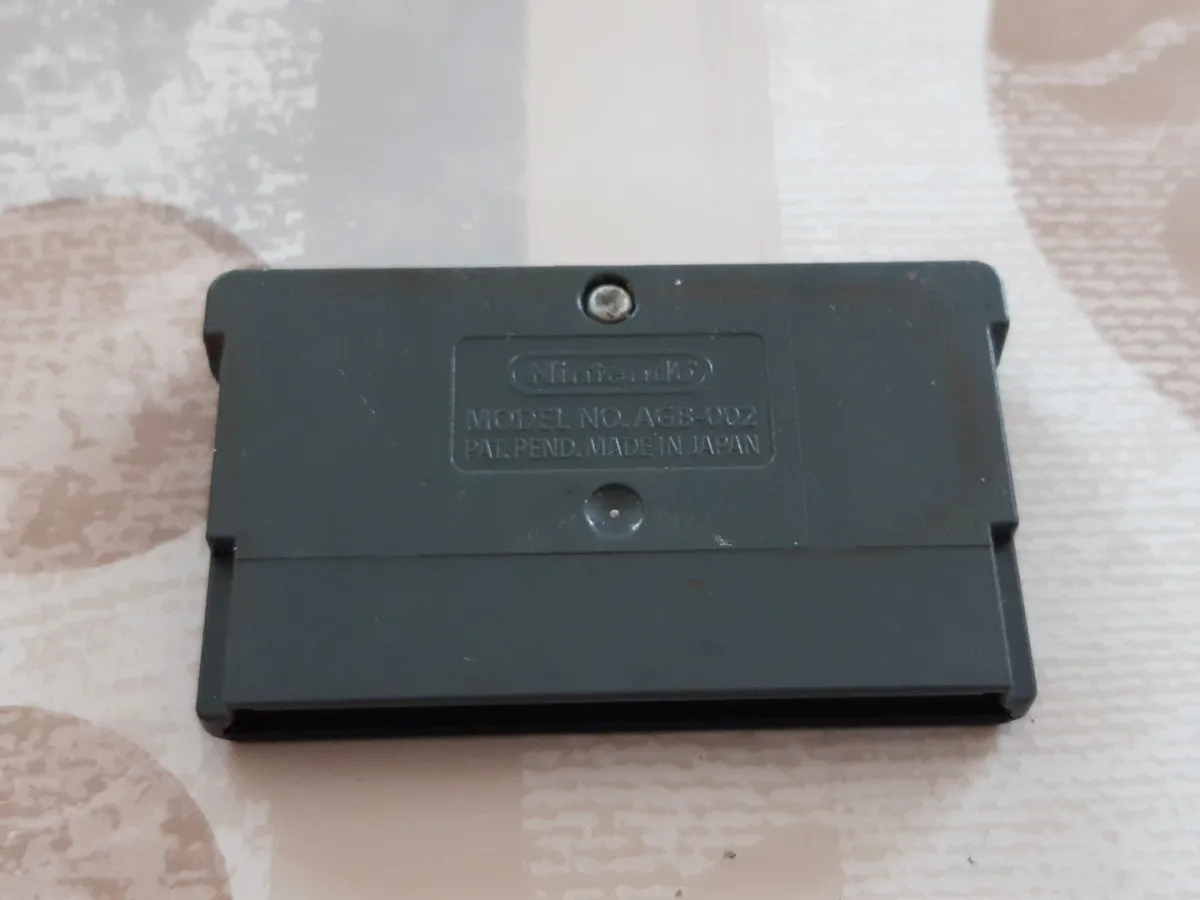 Nintendo
MODEL NO. AGB-002
PAT. PEND. MADE IN JAPAN